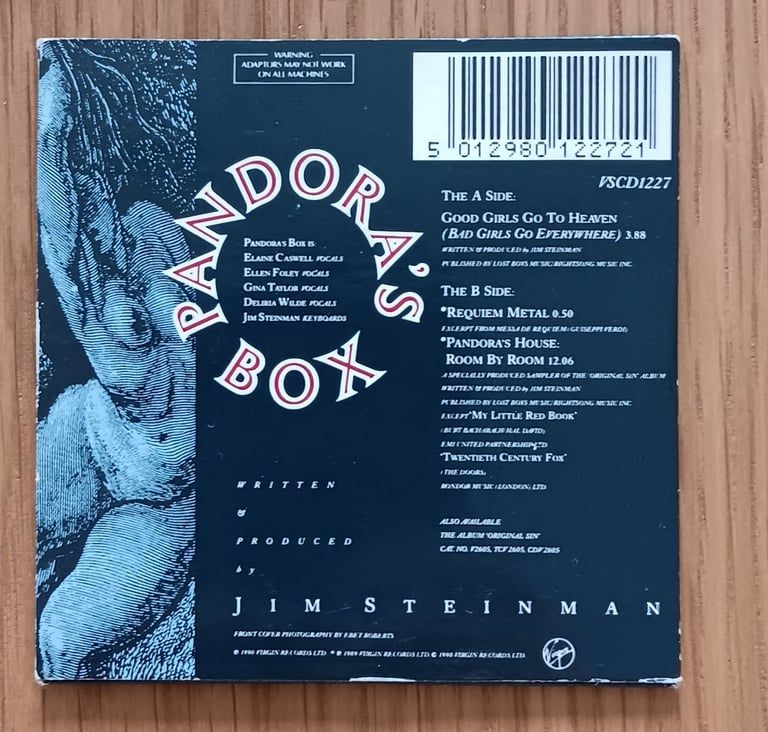 WARNING
ADAPTORS MAY NOT WORK
ON ALL MACHINES
5 012980 122721
VSCD1227
PANDORA'S
BOX
PANDORA'S BOX IS:
ELAINE CASWELL VOCALS
ELLEN FOLEY VOCALS
GINA TAYLOR VOCALS
DELIRIA WILDE VOCALS
JIM STEINMAN KEYBOARDS
THE A SIDE:
GOOD GIRLS GO TO HEAVEN
(BAD GIRLS GO EVERYWHERE) 3.88
WRITTEN & PRODUCED by JIM STEINMAN
PUBLISHED BY LOST BOYS MUSIC/RIGHTSONG MUSIC INC.
THE B SIDE:
*REQUIEM METAL 0.50
EXCERPT FROM MESSA DE REQUIEM (GUISEPPI VERDI)
*PANDORA'S HOUSE:
ROOM BY ROOM 12.06
A SPECIALLY PRODUCED SAMPLER OF THE 'ORIGINAL SIN' ALBUM
WRITTEN & PRODUCED by JIM STEINMAN
PUBLISHED BY LOST BOYS MUSIC/RIGHTSONG MUSIC INC.
EXCEPT 'MY LITTLE RED BOOK'
(BURT BACHARACH/HAL DAVID)
EMI UNITED PARTNERSHIP LTD
'TWENTIETH CENTURY FOX'
(THE DOORS)
RONDOR MUSIC (LONDON) LTD
ALSO AVAILABLE
THE ALBUM 'ORIGINAL SIN'
CAT. NO. V2605, TCV 2605, CDV 2605
WRITTEN
&
PRODUCED
by
JIM STEINMAN
FRONT COVER PHOTOGRAPHY BY EBET ROBERTS
℗ 1990 VIRGIN RECORDS LTD * ℗ 1989 VIRGIN RECORDS LTD © 1990 VIRGIN RECORDS LTD
Virgin